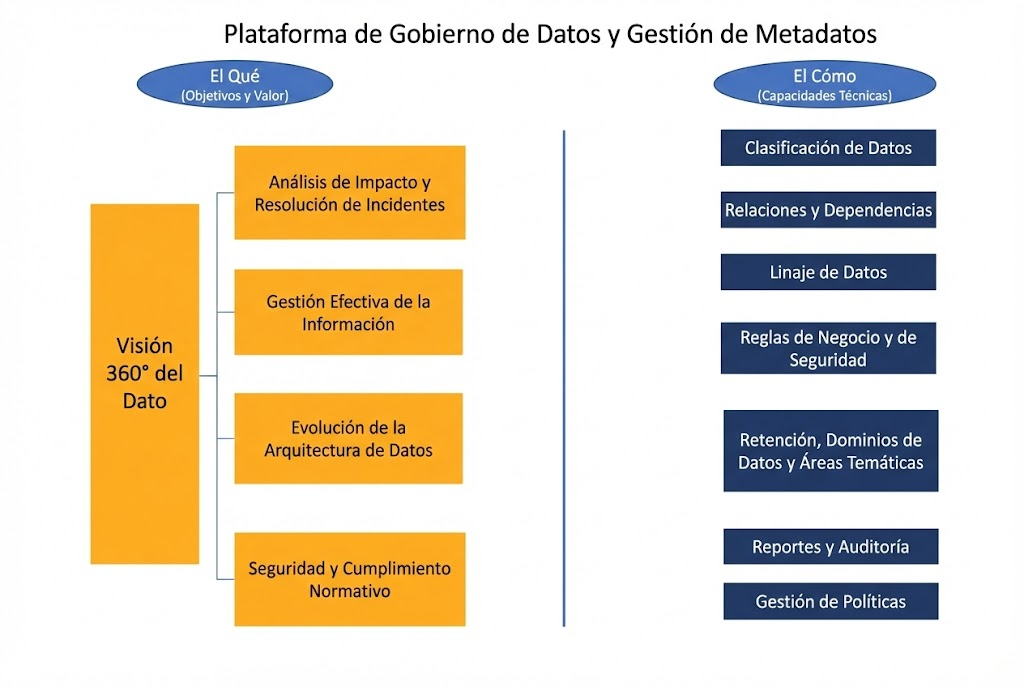 Plataforma de Gobierno de Datos y Gestión de Metadatos
El Qué
(Objetivos y Valor)
Visión
360° del
Dato
Análisis de Impacto y
Resolución de Incidentes
Gestión Efectiva de la
Información
Evolución de la
Arquitectura de Datos
Seguridad y Cumplimiento
Normativo
El Cómo
(Capacidades Técnicas)
Clasificación de Datos
Relaciones y Dependencias
Linaje de Datos
Reglas de Negocio y de
Seguridad
Retención, Dominios de
Datos y Áreas Temáticas
Reportes y Auditoría
Gestión de Políticas